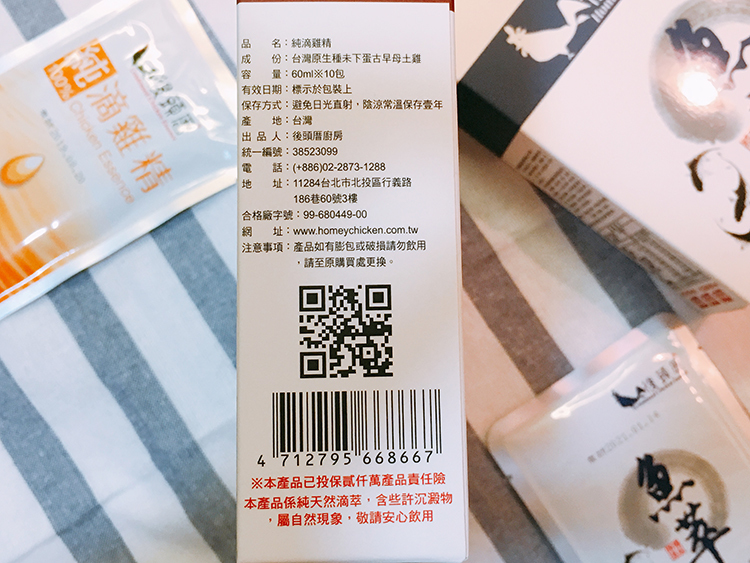 品　　名：純滴雞精
成　　份：台灣原生種未下蛋古早母土雞
容　　量：60ml※10包
有效日期：標示於包裝上
保存方式：避免日光直射，陰涼常溫保存壹年
產　　地：台灣
出 品 人：後頭厝廚房
統一編號：38523099
電　　話：(+886)02-2873-1288
地　　址：11284台北市北投區行義路
186巷60號3樓
合格廠字號：99-680449-00
網　　址：www.homeychicken.com.tw
注意事項：產品如有膨包或破損請勿飲用
，請至原購買處更換。
4 712795 668667
※本產品已投保貳仟萬產品責任險
本產品係純天然滴萃，含些許沉澱物
，屬自然現象，敬請安心飲用
純滴雞精
100%
Chicken Essence
2021.01.14
魚萃